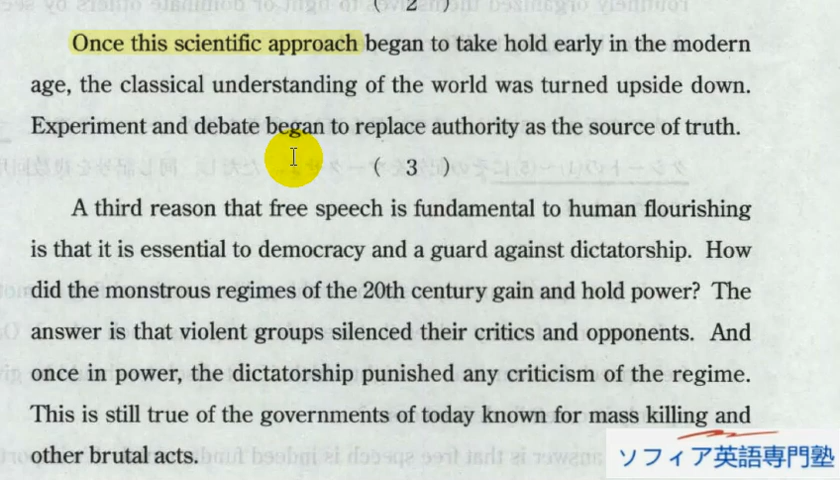 ( 2 )
Once this scientific approach began to take hold early in the modern
age, the classical understanding of the world was turned upside down.
Experiment and debate began to replace authority as the source of truth.
( 3 )
A third reason that free speech is fundamental to human flourishing
is that it is essential to democracy and a guard against dictatorship. How
did the monstrous regimes of the 20th century gain and hold power? The
answer is that violent groups silenced their critics and opponents. And
once in power, the dictatorship punished any criticism of the regime.
This is still true of the governments of today known for mass killing and
other brutal acts.
ソフィア英語専門塾